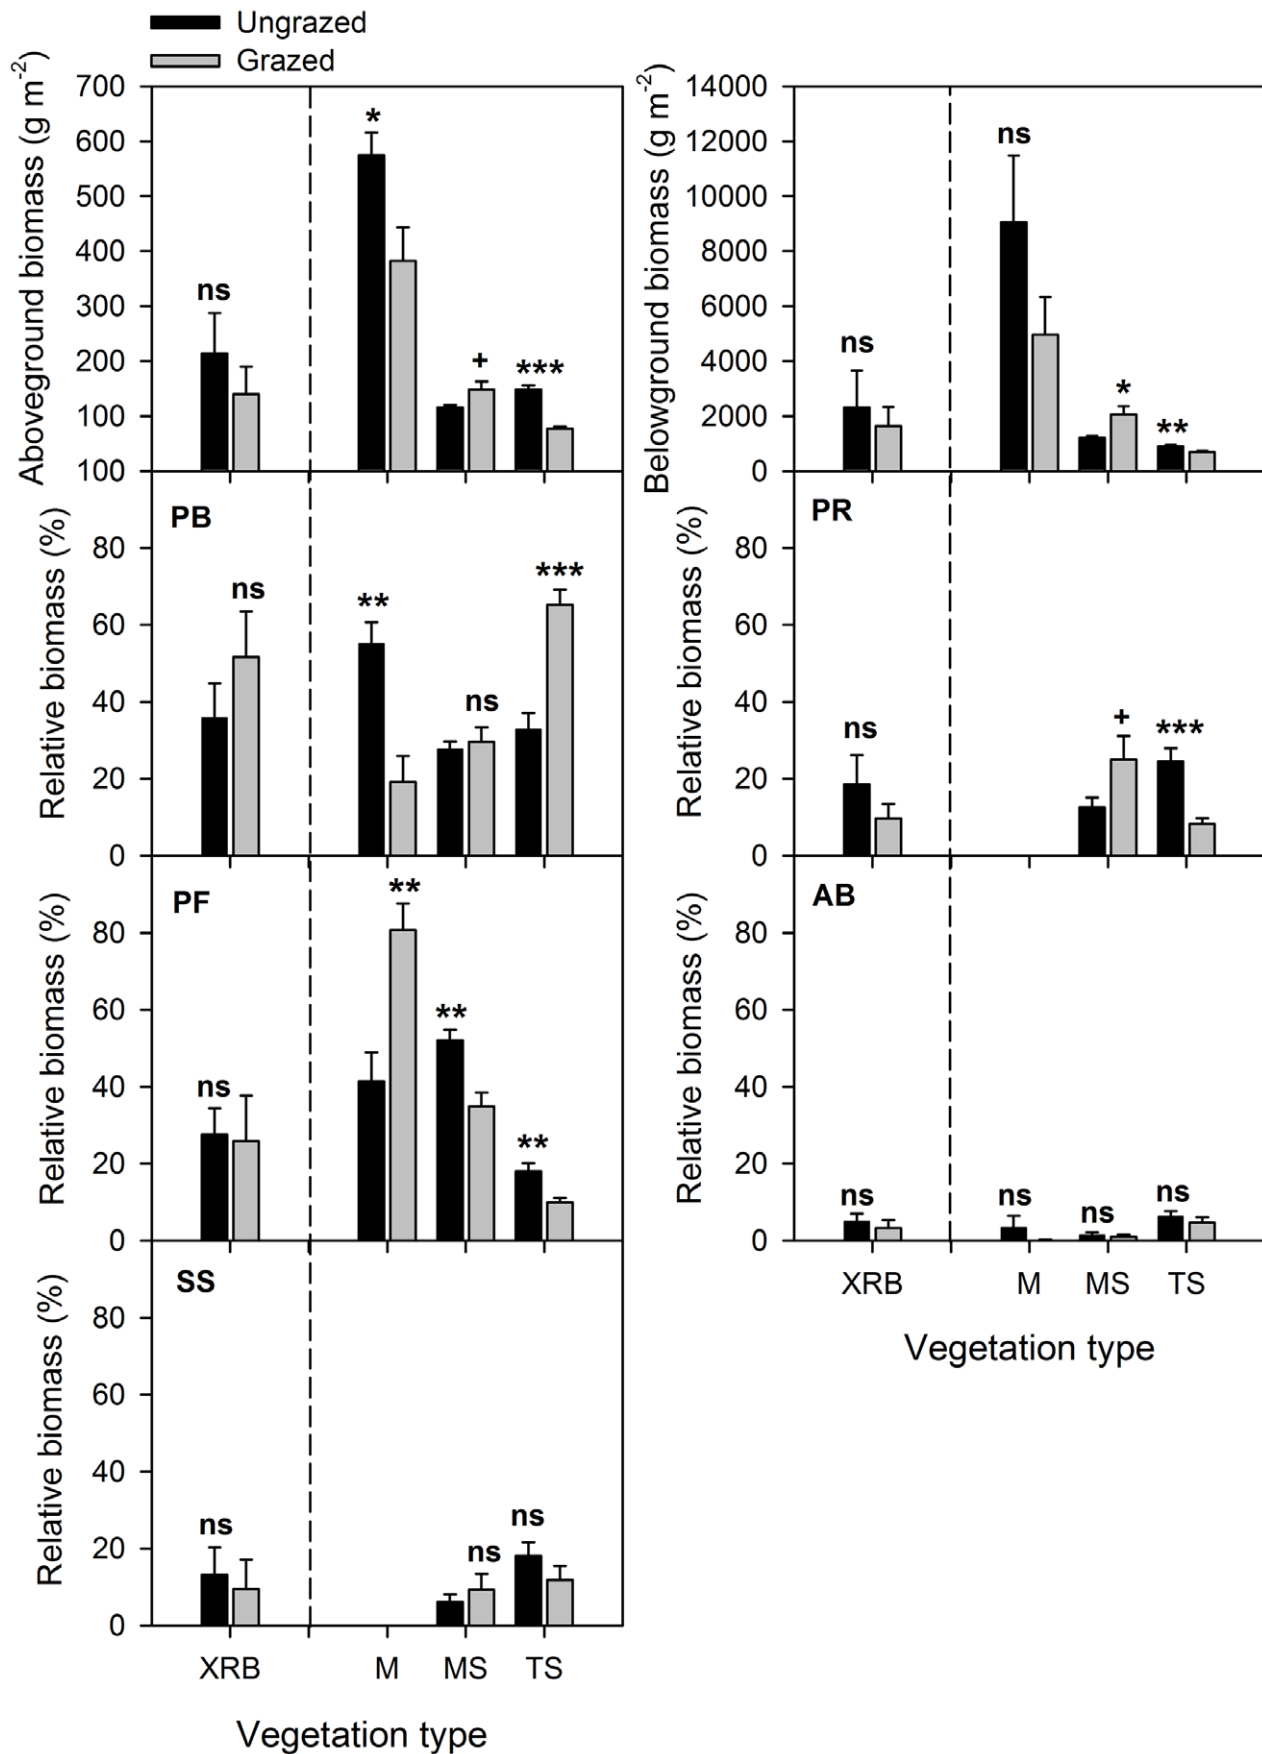 Ungrazed
Grazed
Aboveground biomass (g m⁻²)
700
600
500
400
300
200
100
100
ns
*
+
***
Belowground biomass (g m⁻²)
14000
12000
10000
8000
6000
4000
2000
0
ns
ns
*
**
PB
Relative biomass (%)
80
60
40
20
0
ns
**
ns
***
PR
Relative biomass (%)
80
60
40
20
0
ns
+
***
PF
Relative biomass (%)
80
60
40
20
0
ns
**
**
**
AB
Relative biomass (%)
80
60
40
20
0
ns
ns
ns
ns
XRB M MS TS
Vegetation type
SS
Relative biomass (%)
80
60
40
20
0
ns
ns
ns
XRB M MS TS
Vegetation type